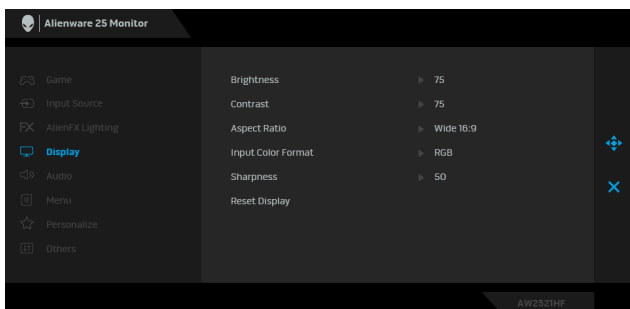 Alienware 25 Monitor
Game
Input Source
FX AlienFX Lighting
Display
Audio
Menu
Personalize
Others
Brightness 75
Contrast 75
Aspect Ratio Wide 16:9
Input Color Format RGB
Sharpness 50
Reset Display
AW2521HF